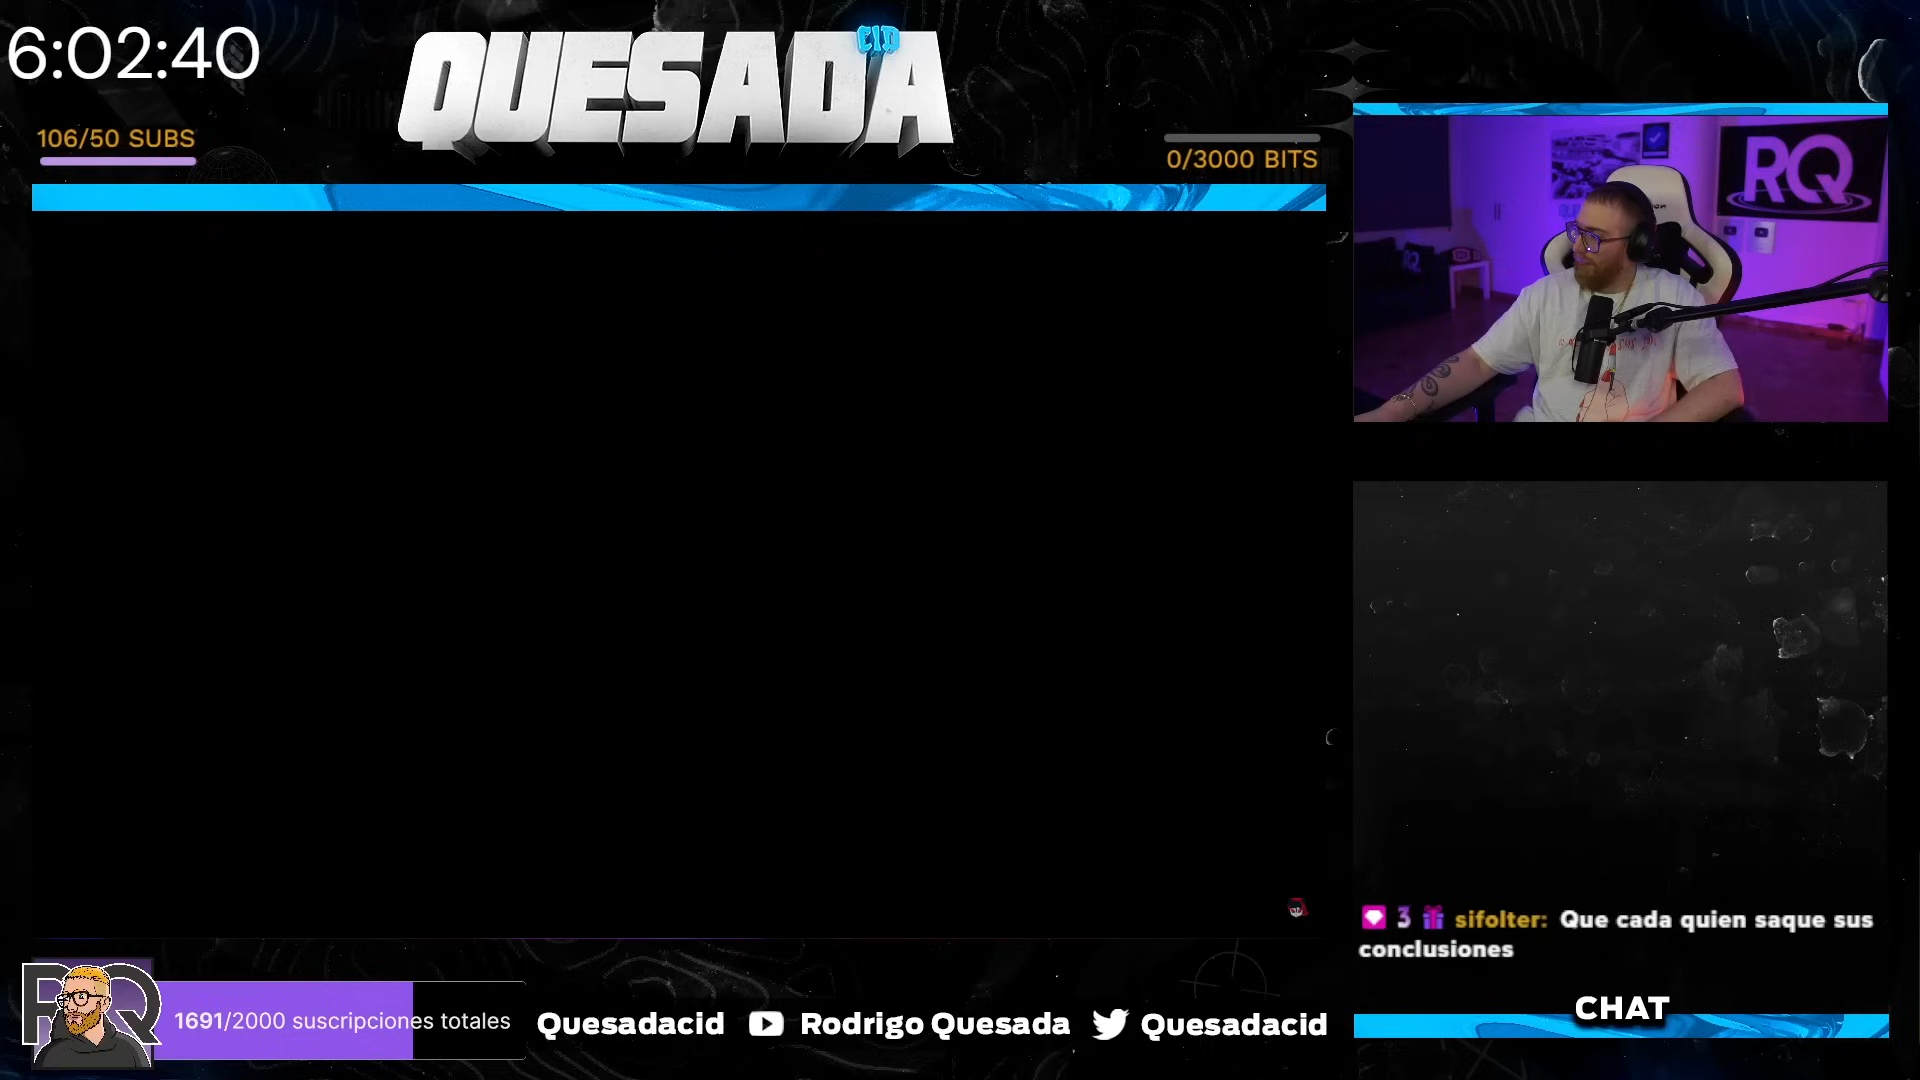 6:02:40
QUESADA
CID
106/50 SUBS
0/3000 BITS
RQ
3 sifolter: Que cada quien saque sus
conclusiones
CHAT
RQ
1691/2000 suscripciones totales
Quesadacid
Rodrigo Quesada
Quesadacid